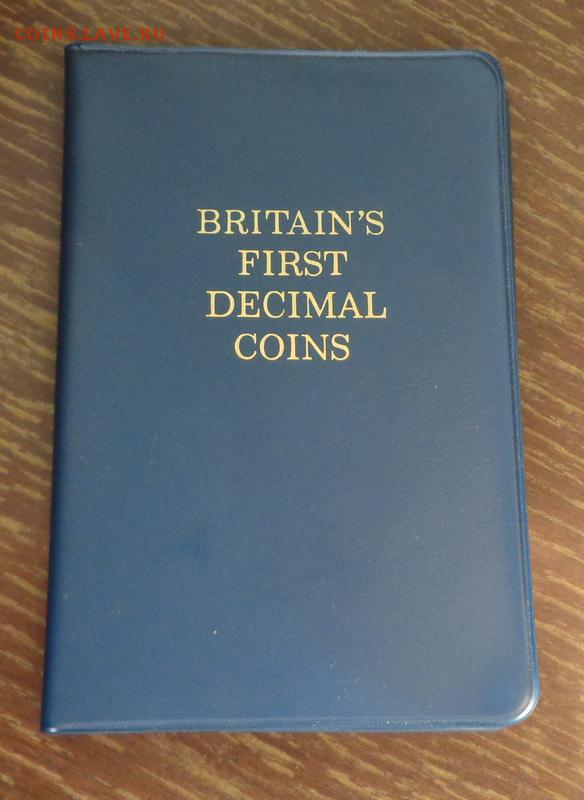 COINS.LAVE.RU
BRITAIN'S
FIRST
DECIMAL
COINS